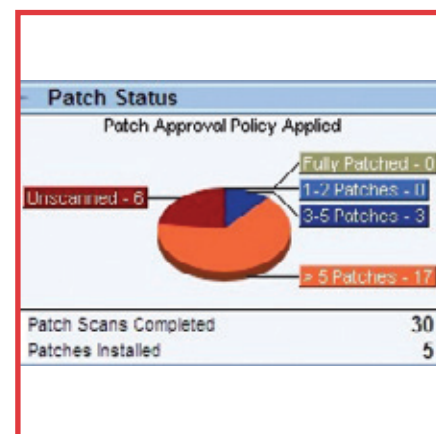 Patch Status
Patch Approval Policy Applied
Fully Patched - 0
1-2 Patches - 0
Unscanned - 6
3-5 Patches - 3
> 5 Patches - 17
Patch Scans Completed 30
Patches Installed 5